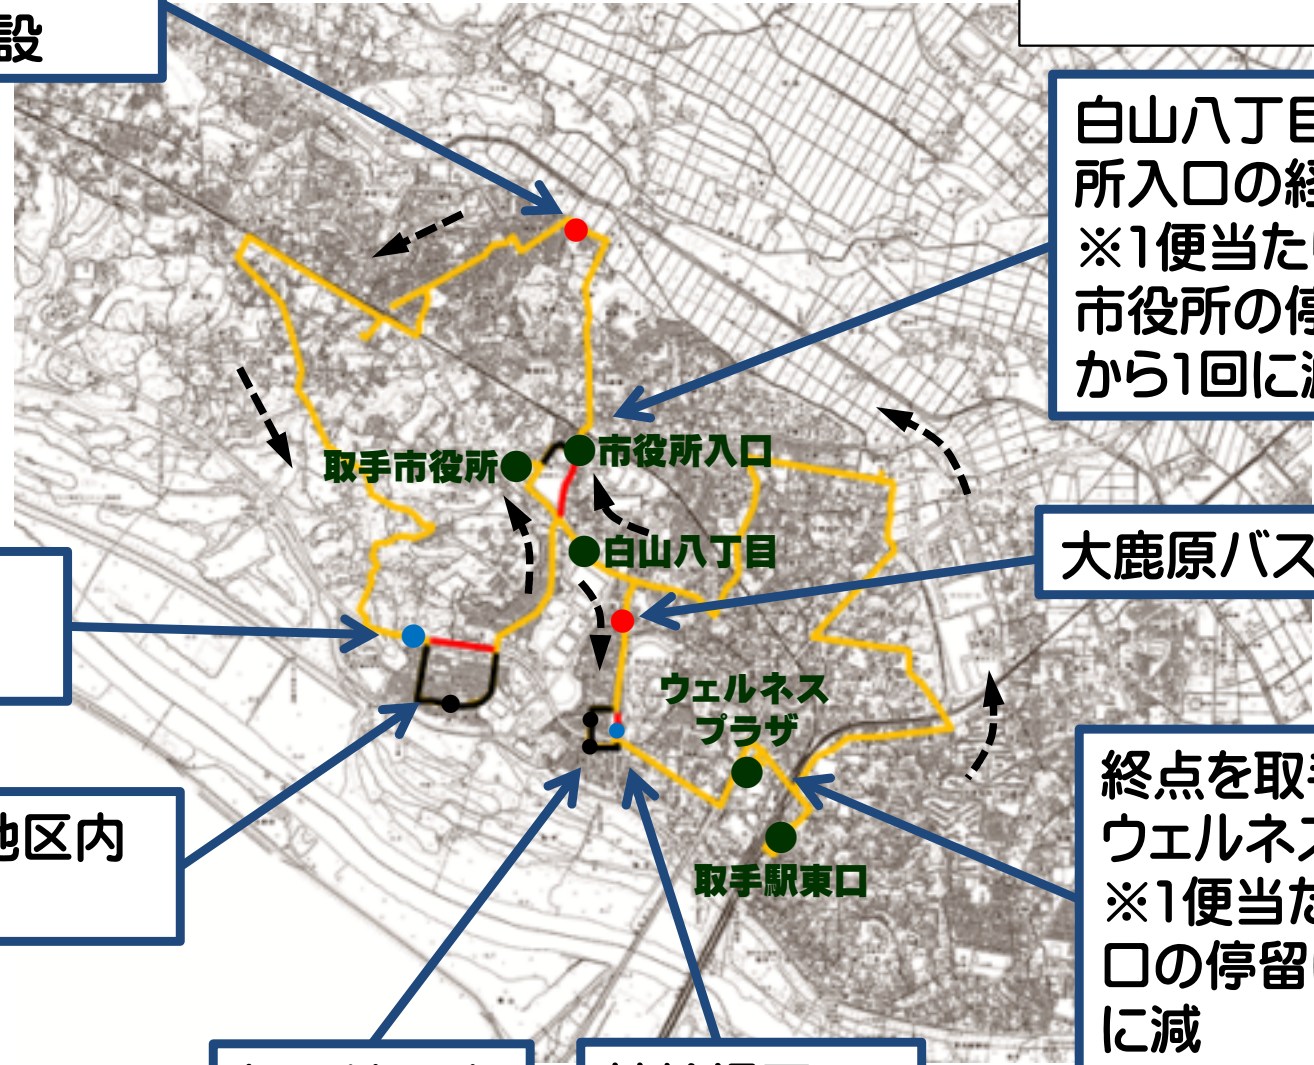 設
白山八丁目
所入口の経
※1便当たり
市役所の停
から1回に減
取手市役所
市役所入口
白山八丁目
大鹿原バス
ウェルネス
プラザ
地区内
取手駅東口
終点を取手
ウェルネス
※1便当た
口の停留
に減